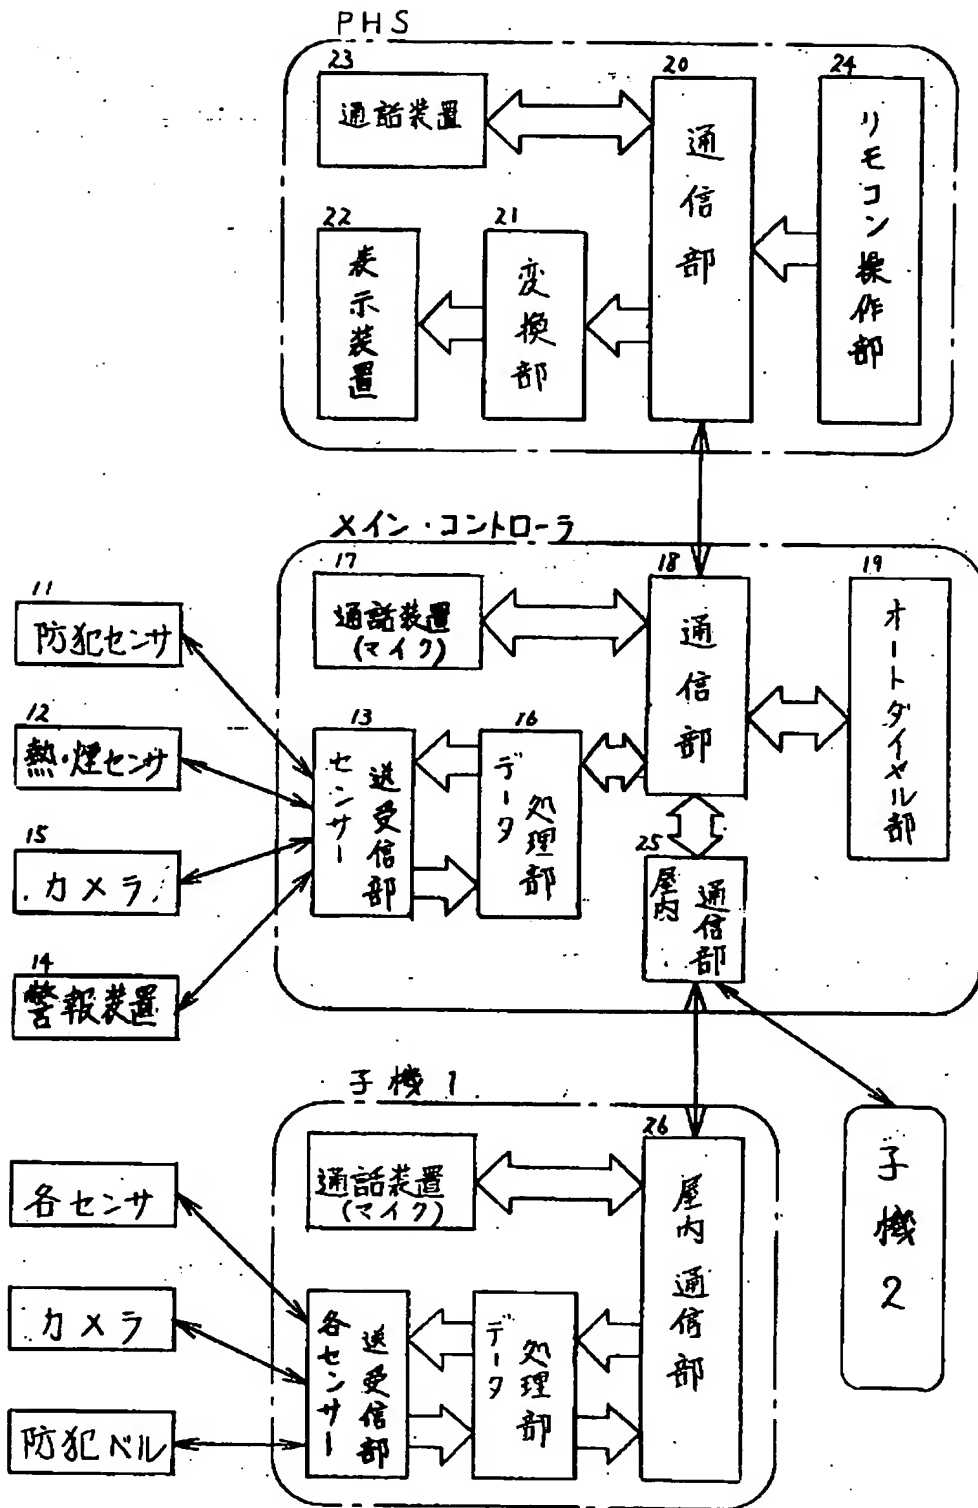 PHS
23
通話装置
20
通信部
24
リモコン操作部
22
表示装置
21
変換部
メイン・コントローラ
17
通話装置
(マイク)
18
通信部
19
オートダイヤル部
11
防犯センサ
12
熱・煙センサ
15
カメラ
14
警報装置
13
センサー
送受信部
16
データ
処理部
25
屋内
通信部
子機1
通話装置
(マイク)
26
屋内通信部
子機2
各センサ
カメラ
防犯ベル
各センサー
送受信部
データ
処理部